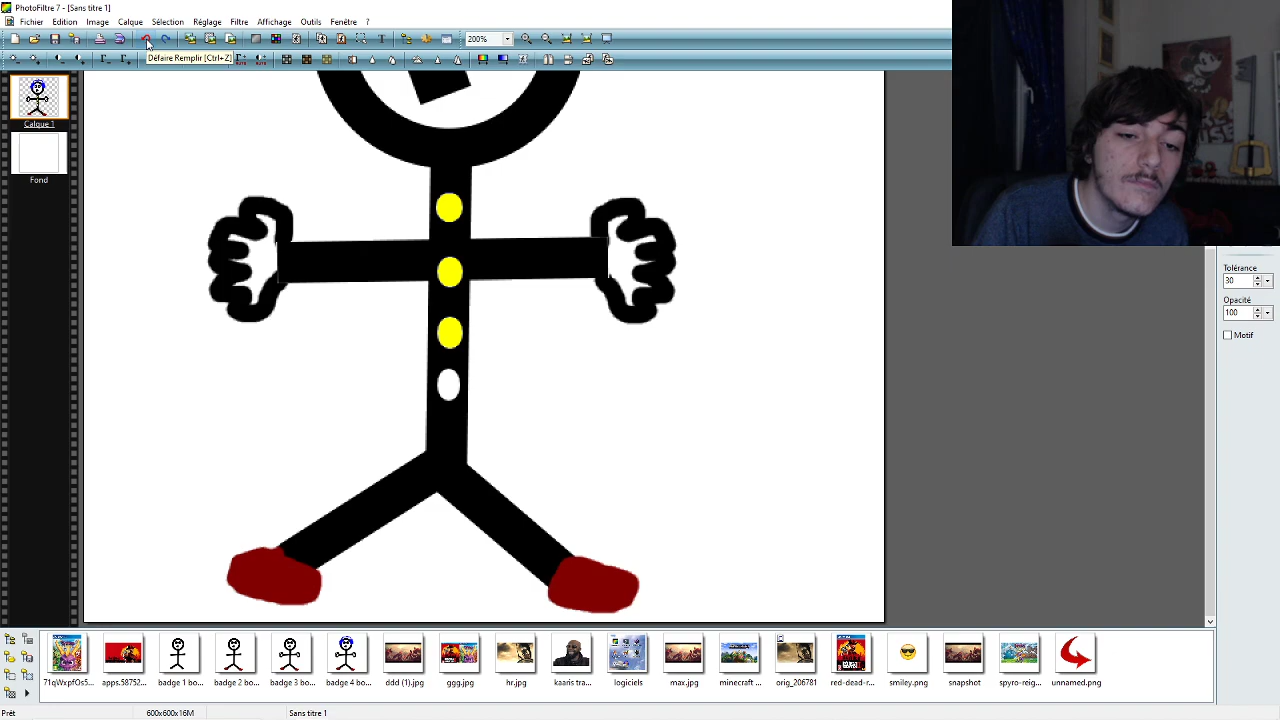 PhotoFiltre 7 - [Sans titre 1]
Fichier Edition Image Calque Sélection Réglage Filtre Affichage Outils Fenêtre ?
200%
Défaire Remplir [Ctrl+Z]
Calque 1
Fond
Tolérance
30
Opacité
100
Motif
71qWxpfOs5... apps.58752... badge 1 bo... badge 2 bo... badge 3 bo... badge 4 bo... ddd (1).jpg ggg.jpg hr.jpg kaaris tra... logiciels max.jpg minecraft ... orig_206781 red-dead-r... smiley.png snapshot spyro-reig... unnamed.png
Prêt 600x600x16M Sans titre 1